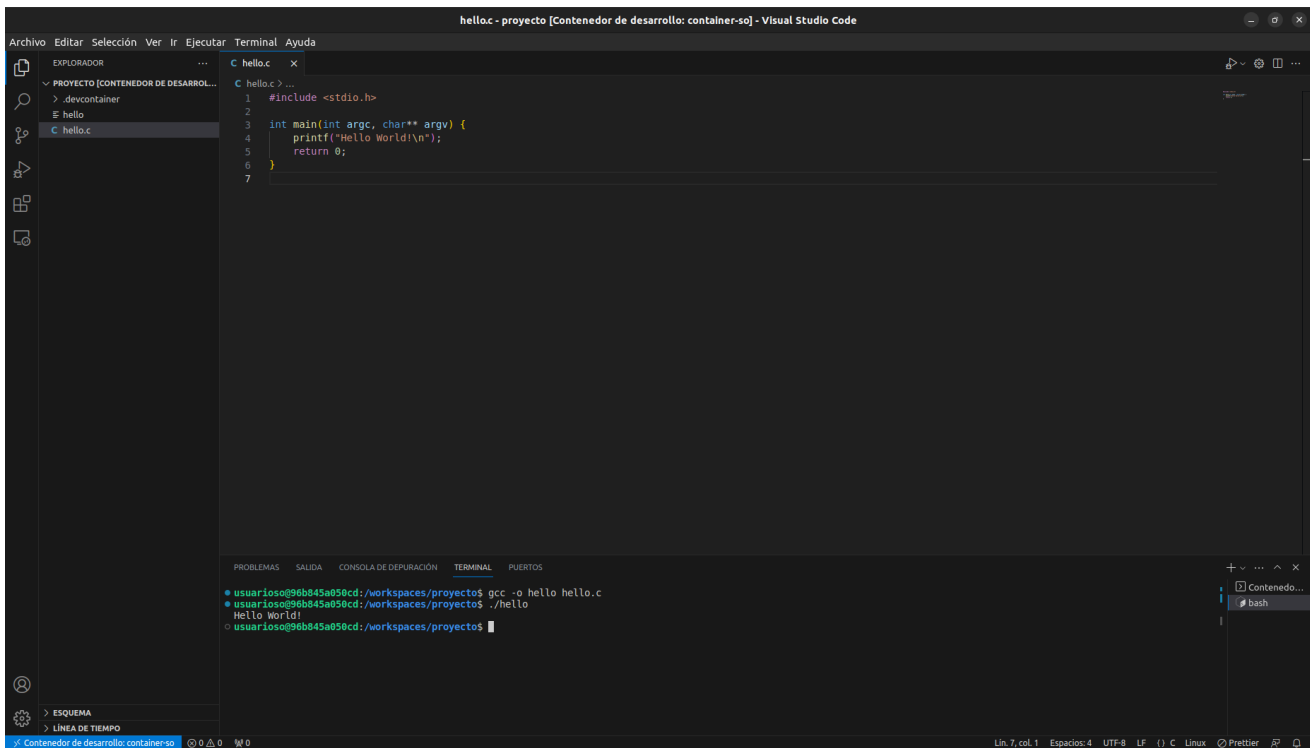 hello.c - proyecto [Contenedor de desarrollo: container-so] - Visual Studio Code
Archivo Editar Selección Ver Ir Ejecutar Terminal Ayuda
EXPLORADOR
PROYECTO [CONTENEDOR DE DESARROL...
> .devcontainer
hello
C hello.c
C hello.c ×
C hello.c > ...
1 #include <stdio.h>
2
3 int main(int argc, char** argv) {
4 printf("Hello World!\n");
5 return 0;
6 }
7
PROBLEMAS SALIDA CONSOLA DE DEPURACIÓN TERMINAL PUERTOS
usuarioso@96b845a050cd:/workspaces/proyecto$ gcc -o hello hello.c
usuarioso@96b845a050cd:/workspaces/proyecto$ ./hello
Hello World!
usuarioso@96b845a050cd:/workspaces/proyecto$
Contenedo...
bash
> ESQUEMA
> LÍNEA DE TIEMPO
Contenedor de desarrollo: container-so 0 0 0 Lín. 7, col. 1 Espacios: 4 UTF-8 LF {} C Linux Prettier